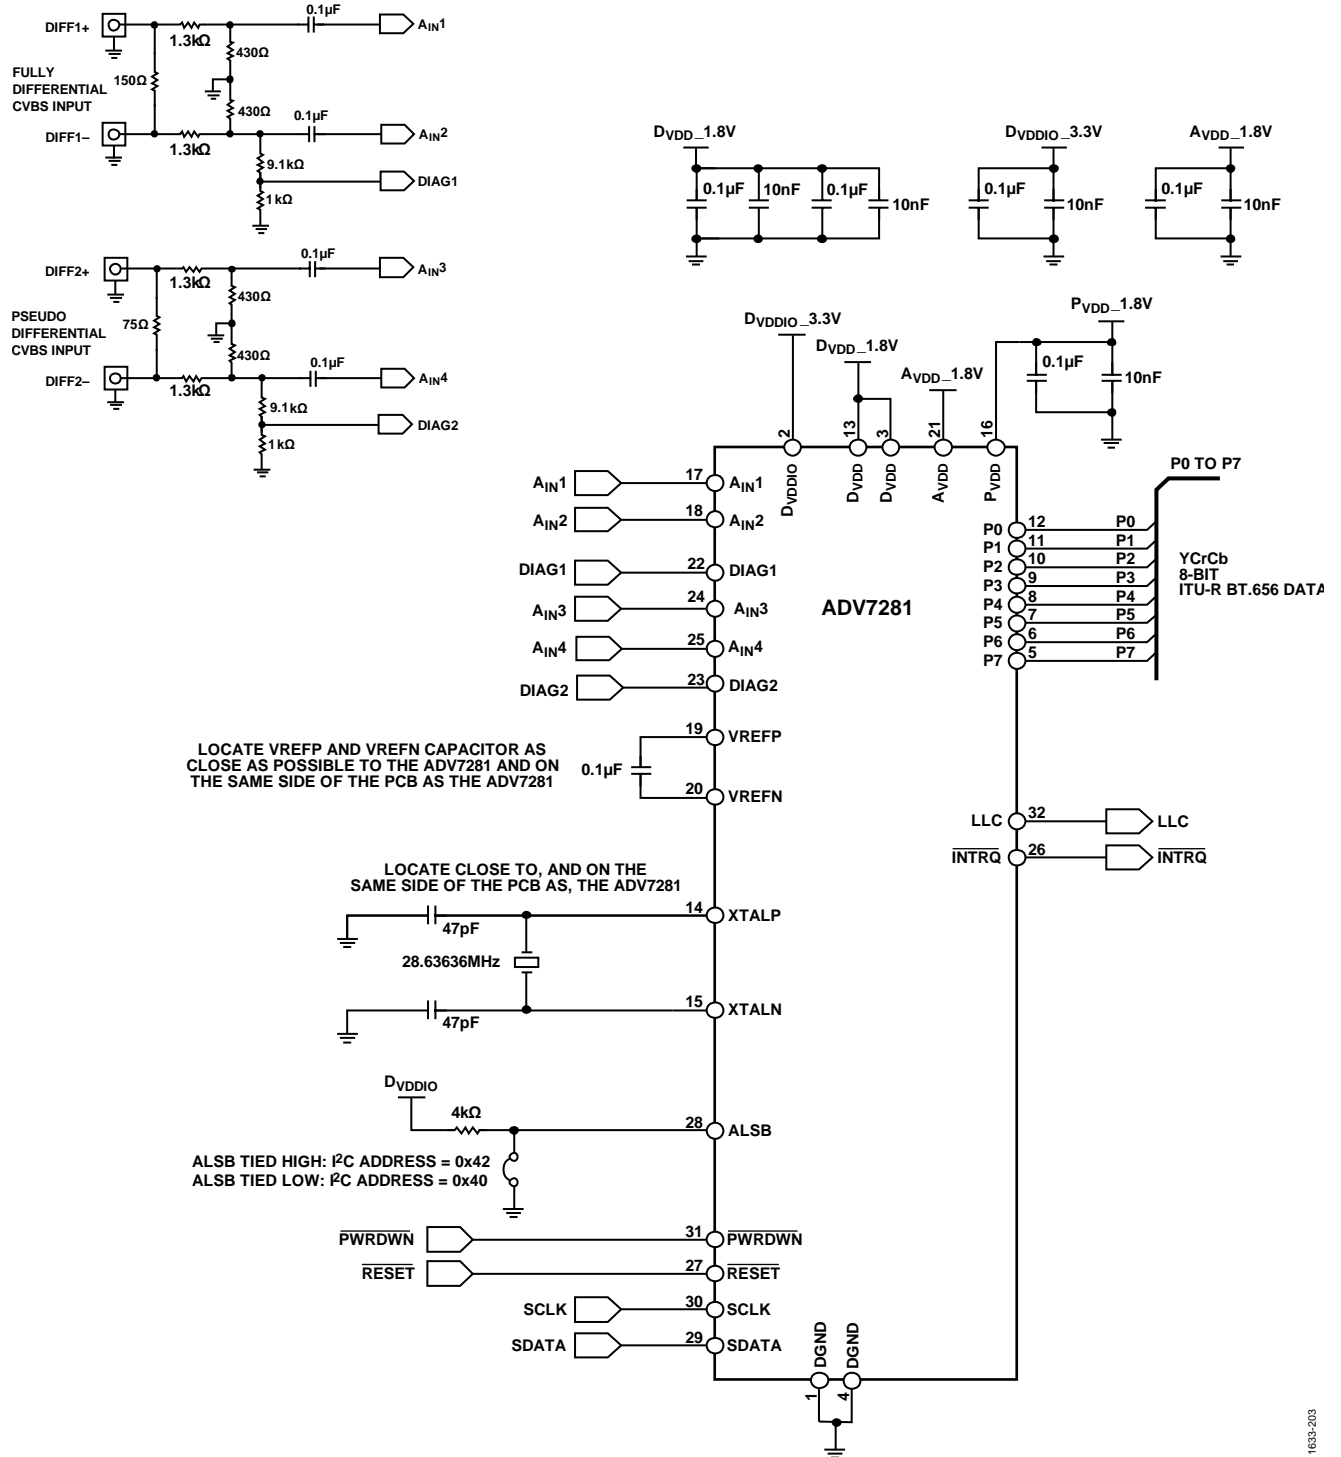 DIFF1+
0.1µF
AIN1
1.3kΩ
430Ω
FULLY
DIFFERENTIAL
CVBS INPUT
150Ω
430Ω
0.1µF
DIFF1–
AIN2
1.3kΩ
9.1kΩ
DIAG1
1kΩ
DIFF2+
0.1µF
AIN3
1.3kΩ
430Ω
PSEUDO
DIFFERENTIAL
CVBS INPUT
75Ω
430Ω
0.1µF
DIFF2–
AIN4
1.3kΩ
9.1kΩ
DIAG2
1kΩ
DVDD_1.8V
0.1µF
10nF
0.1µF
10nF
DVDDIO_3.3V
0.1µF
10nF
AVDD_1.8V
0.1µF
10nF
PVDD_1.8V
0.1µF
10nF
DVDDIO_3.3V
DVDD_1.8V
AVDD_1.8V
2
13
3
21
16
DVDDIO
DVDD
DVDD
AVDD
PVDD
AIN1
17
AIN1
AIN2
18
AIN2
DIAG1
22
DIAG1
AIN3
24
AIN3
AIN4
25
AIN4
DIAG2
23
DIAG2
ADV7281
P0 TO P7
P0 12 P0
P1 11 P1
P2 10 P2
P3 9 P3
P4 8 P4
P5 7 P5
P6 6 P6
P7 5 P7
YCrCb
8-BIT
ITU-R BT.656 DATA
LOCATE VREFP AND VREFN CAPACITOR AS
CLOSE AS POSSIBLE TO THE ADV7281 AND ON
THE SAME SIDE OF THE PCB AS THE ADV7281
0.1µF
19
VREFP
20
VREFN
LLC 32 LLC
INTRQ 26 INTRQ
LOCATE CLOSE TO, AND ON THE
SAME SIDE OF THE PCB AS, THE ADV7281
47pF
14
XTALP
28.63636MHz
47pF
15
XTALN
DVDDIO
4kΩ
28
ALSB
ALSB TIED HIGH: I2C ADDRESS = 0x42
ALSB TIED LOW: I2C ADDRESS = 0x40
PWRDWN 31 PWRDWN
RESET 27 RESET
SCLK 30 SCLK
SDATA 29 SDATA
DGND
DGND
1
4
1633-203